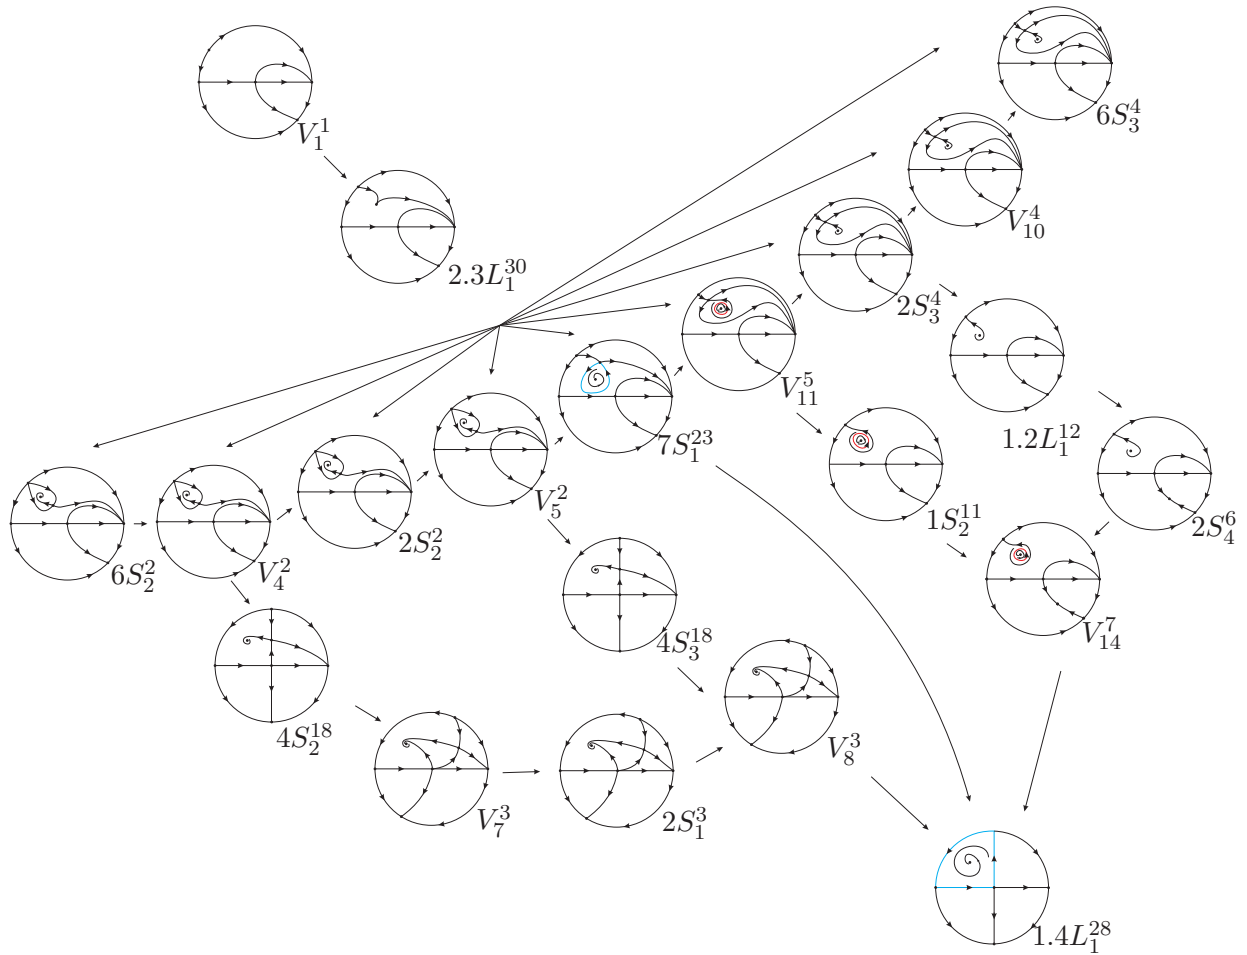 $6S_3^4$
$V_1^1$
$V_{10}^4$
$2.3L_1^{30}$
$2S_3^4$
$V_{11}^5$
$1.2L_1^{12}$
$7S_1^{23}$
$V_5^2$
$1S_2^{11}$
$2S_4^6$
$2S_2^2$
$6S_2^2$
$V_4^2$
$V_{14}^7$
$4S_3^{18}$
$4S_2^{18}$
$V_8^3$
$V_7^3$
$2S_1^3$
$1.4L_1^{28}$